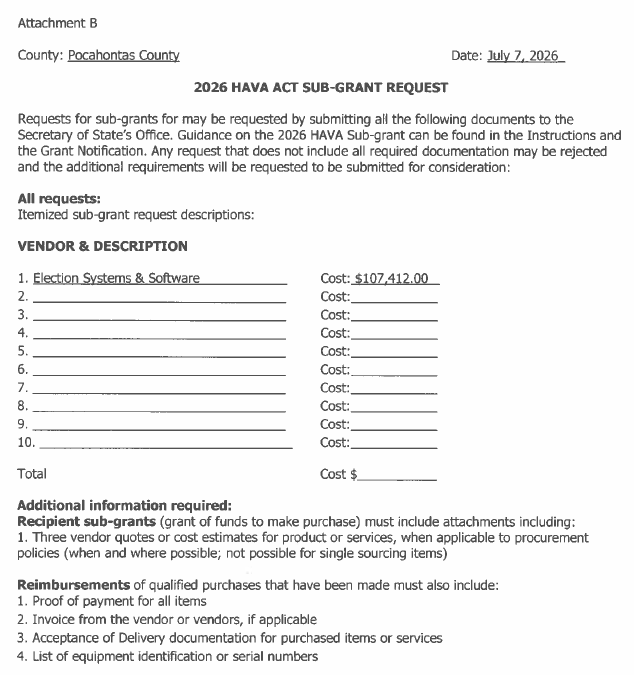 Attachment B
County: Pocahontas County Date: July 7, 2026
2026 HAVA ACT SUB-GRANT REQUEST
Requests for sub-grants for may be requested by submitting all the following documents to the
Secretary of State's Office. Guidance on the 2026 HAVA Sub-grant can be found in the Instructions and
the Grant Notification. Any request that does not include all required documentation may be rejected
and the additional requirements will be requested to be submitted for consideration:
All requests:
Itemized sub-grant request descriptions:
VENDOR & DESCRIPTION
1. Election Systems & Software Cost: $107,412.00
2. Cost:
3. Cost:
4. Cost:
5. Cost:
6. Cost:
7. Cost:
8. Cost:
9. Cost:
10. Cost:
Total Cost $
Additional information required:
Recipient sub-grants (grant of funds to make purchase) must include attachments including:
1. Three vendor quotes or cost estimates for product or services, when applicable to procurement
policies (when and where possible; not possible for single sourcing items)
Reimbursements of qualified purchases that have been made must also include:
1. Proof of payment for all items
2. Invoice from the vendor or vendors, if applicable
3. Acceptance of Delivery documentation for purchased items or services
4. List of equipment identification or serial numbers